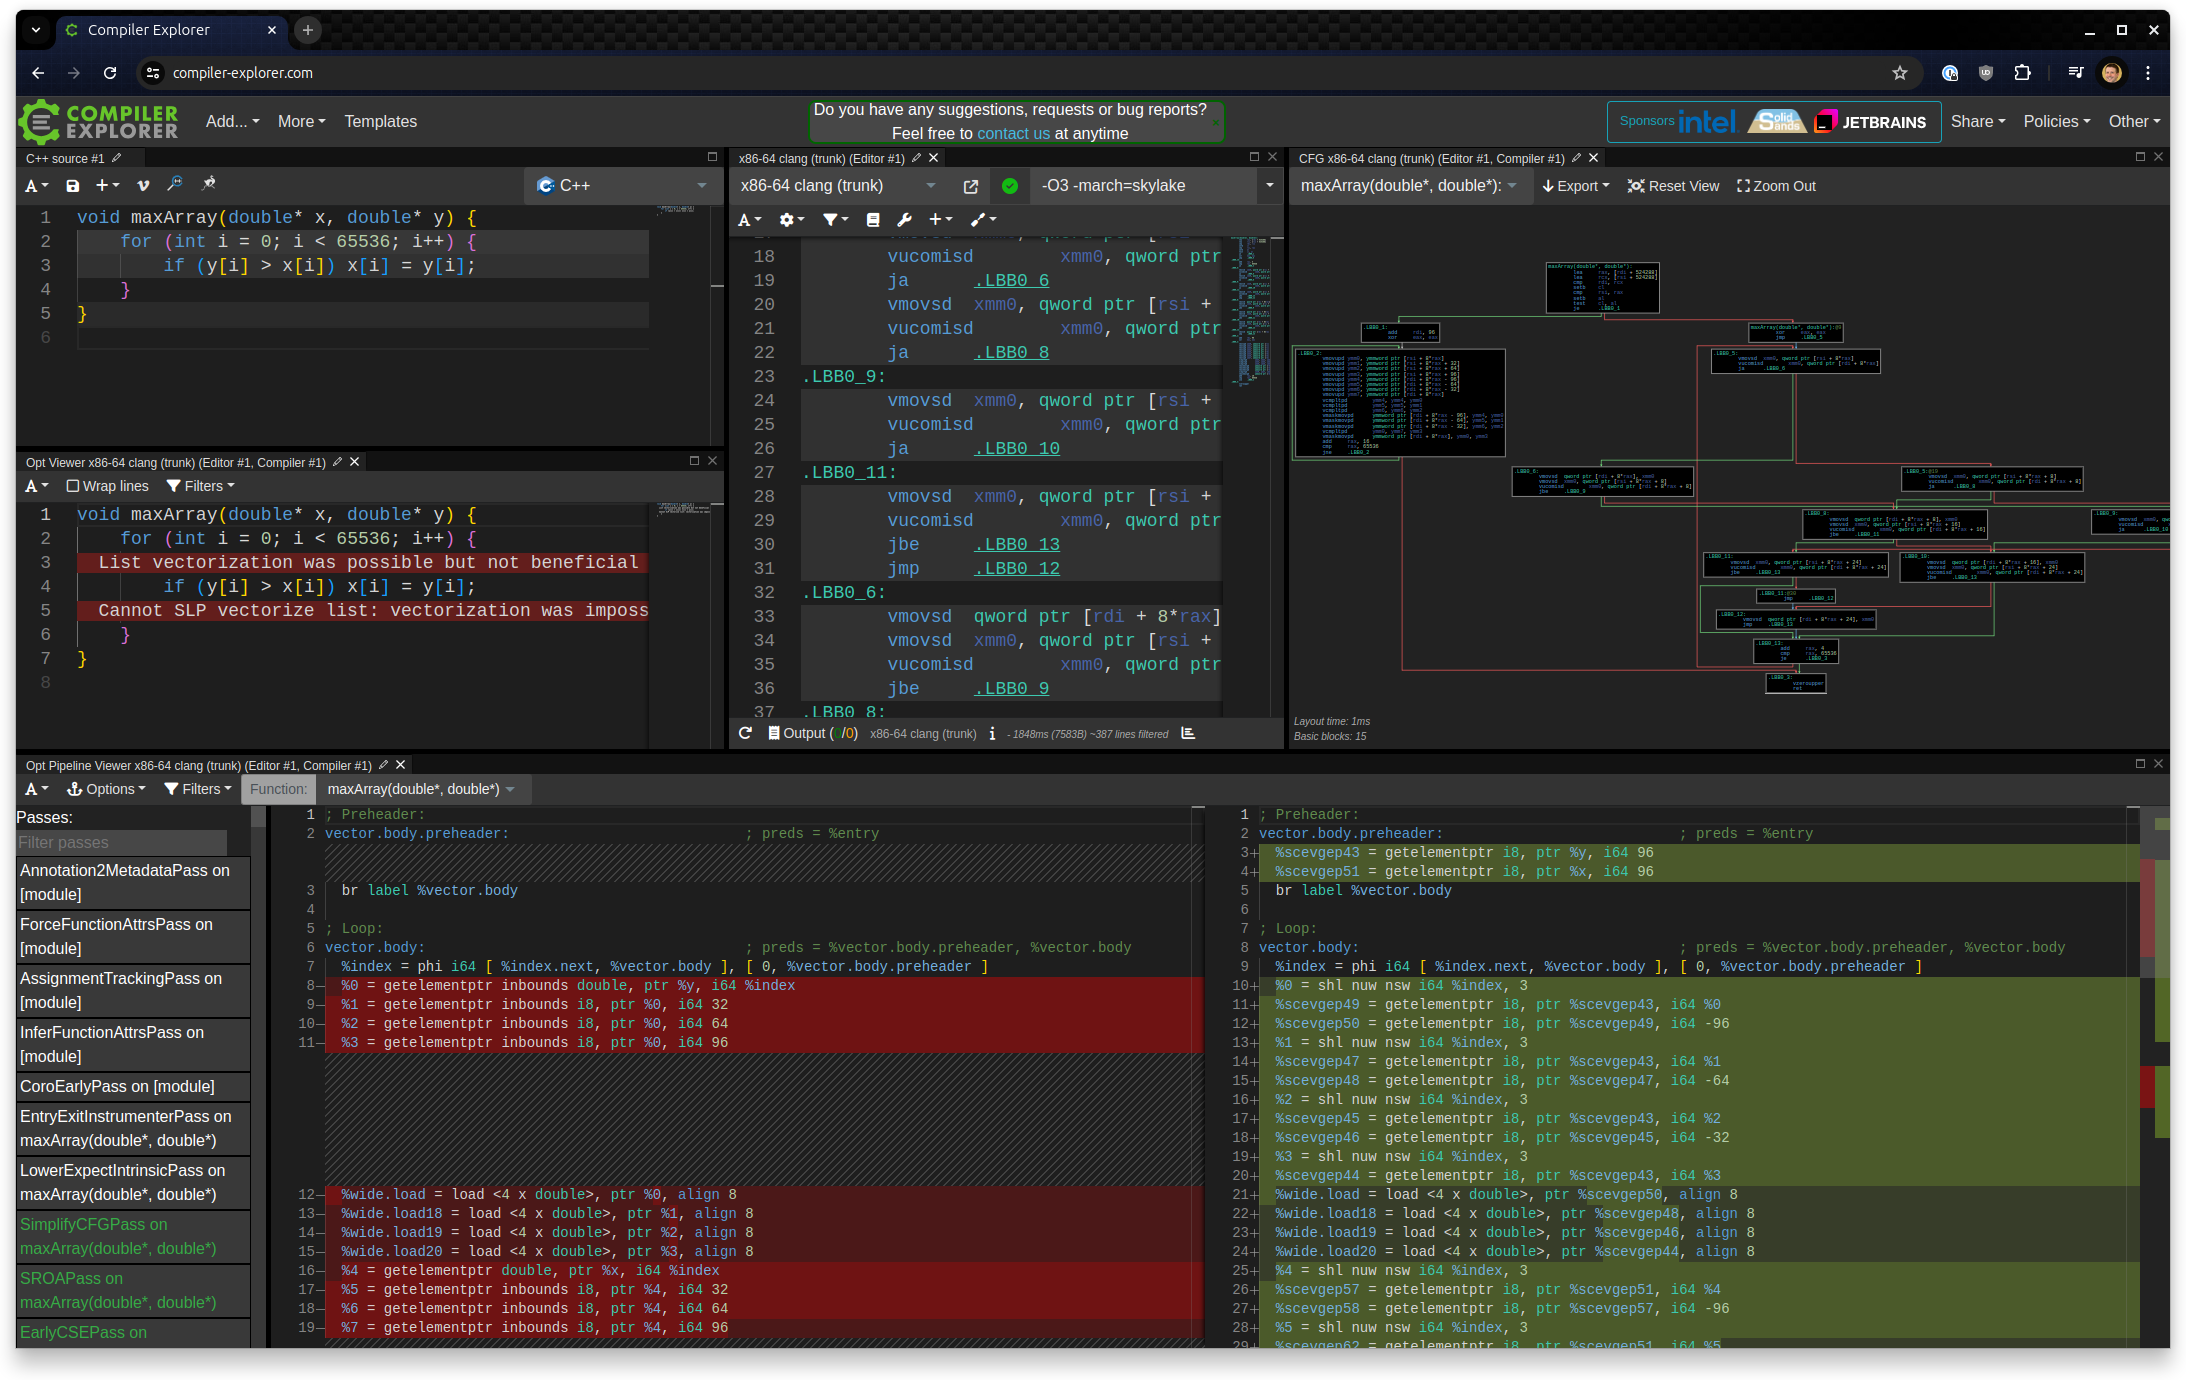 Compiler Explorer
compiler-explorer.com
COMPILER EXPLORER
Add...
More
Templates
Do you have any suggestions, requests or bug reports?
Feel free to contact us at anytime
Sponsors intel. Solid Sands JETBRAINS
Share
Policies
Other
C++ source #1
A
C++
1 void maxArray(double* x, double* y) {
2 for (int i = 0; i < 65536; i++) {
3 if (y[i] > x[i]) x[i] = y[i];
4 }
5 }
6
Opt Viewer x86-64 clang (trunk) (Editor #1, Compiler #1)
A Wrap lines Filters
1 void maxArray(double* x, double* y) {
2 for (int i = 0; i < 65536; i++) {
3 List vectorization was possible but not beneficial
4 if (y[i] > x[i]) x[i] = y[i];
5 Cannot SLP vectorize list: vectorization was imposs
6 }
7 }
8
x86-64 clang (trunk) (Editor #1)
x86-64 clang (trunk)
-O3 -march=skylake
A
18 vucomisd xmm0, qword ptr
19 ja .LBB0_6
20 vmovsd xmm0, qword ptr [rsi +
21 vucomisd xmm0, qword ptr
22 ja .LBB0_8
23 .LBB0_9:
24 vmovsd xmm0, qword ptr [rsi +
25 vucomisd xmm0, qword ptr
26 ja .LBB0_10
27 .LBB0_11:
28 vmovsd xmm0, qword ptr [rsi +
29 vucomisd xmm0, qword ptr
30 jbe .LBB0_13
31 jmp .LBB0_12
32 .LBB0_6:
33 vmovsd qword ptr [rdi + 8*rax]
34 vmovsd xmm0, qword ptr [rsi +
35 vucomisd xmm0, qword ptr
36 jbe .LBB0_9
37 .LBB0_8:
Output (0/0) x86-64 clang (trunk) i - 1848ms (7583B) ~387 lines filtered
CFG x86-64 clang (trunk) (Editor #1, Compiler #1)
maxArray(double*, double*):
Export
Reset View
Zoom Out
Layout time: 1ms
Basic blocks: 15
Opt Pipeline Viewer x86-64 clang (trunk) (Editor #1, Compiler #1)
A Options Filters Function: maxArray(double*, double*)
Passes:
Filter passes
Annotation2MetadataPass on
[module]
ForceFunctionAttrsPass on
[module]
AssignmentTrackingPass on
[module]
InferFunctionAttrsPass on
[module]
CoroEarlyPass on [module]
EntryExitInstrumenterPass on
maxArray(double*, double*)
LowerExpectIntrinsicPass on
maxArray(double*, double*)
SimplifyCFGPass on
maxArray(double*, double*)
SROAPass on
maxArray(double*, double*)
EarlyCSEPass on
1 ; Preheader:
2 vector.body.preheader: ; preds = %entry
3 br label %vector.body
4
5 ; Loop:
6 vector.body: ; preds = %vector.body.preheader, %vector.body
7 %index = phi i64 [ %index.next, %vector.body ], [ 0, %vector.body.preheader ]
8— %0 = getelementptr inbounds double, ptr %y, i64 %index
9— %1 = getelementptr inbounds i8, ptr %0, i64 32
10— %2 = getelementptr inbounds i8, ptr %0, i64 64
11— %3 = getelementptr inbounds i8, ptr %0, i64 96
12— %wide.load = load <4 x double>, ptr %0, align 8
13— %wide.load18 = load <4 x double>, ptr %1, align 8
14— %wide.load19 = load <4 x double>, ptr %2, align 8
15— %wide.load20 = load <4 x double>, ptr %3, align 8
16— %4 = getelementptr double, ptr %x, i64 %index
17— %5 = getelementptr inbounds i8, ptr %4, i64 32
18— %6 = getelementptr inbounds i8, ptr %4, i64 64
19— %7 = getelementptr inbounds i8, ptr %4, i64 96
1 ; Preheader:
2 vector.body.preheader: ; preds = %entry
3+ %scevgep43 = getelementptr i8, ptr %y, i64 96
4+ %scevgep51 = getelementptr i8, ptr %x, i64 96
5 br label %vector.body
6
7 ; Loop:
8 vector.body: ; preds = %vector.body.preheader, %vector.body
9 %index = phi i64 [ %index.next, %vector.body ], [ 0, %vector.body.preheader ]
10+ %0 = shl nuw nsw i64 %index, 3
11+ %scevgep49 = getelementptr i8, ptr %scevgep43, i64 %0
12+ %scevgep50 = getelementptr i8, ptr %scevgep49, i64 -96
13+ %1 = shl nuw nsw i64 %index, 3
14+ %scevgep47 = getelementptr i8, ptr %scevgep43, i64 %1
15+ %scevgep48 = getelementptr i8, ptr %scevgep47, i64 -64
16+ %2 = shl nuw nsw i64 %index, 3
17+ %scevgep45 = getelementptr i8, ptr %scevgep43, i64 %2
18+ %scevgep46 = getelementptr i8, ptr %scevgep45, i64 -32
19+ %3 = shl nuw nsw i64 %index, 3
20+ %scevgep44 = getelementptr i8, ptr %scevgep43, i64 %3
21+ %wide.load = load <4 x double>, ptr %scevgep50, align 8
22+ %wide.load18 = load <4 x double>, ptr %scevgep48, align 8
23+ %wide.load19 = load <4 x double>, ptr %scevgep46, align 8
24+ %wide.load20 = load <4 x double>, ptr %scevgep44, align 8
25+ %4 = shl nuw nsw i64 %index, 3
26+ %scevgep57 = getelementptr i8, ptr %scevgep51, i64 %4
27+ %scevgep58 = getelementptr i8, ptr %scevgep57, i64 -96
28+ %5 = shl nuw nsw i64 %index, 3
29+ %scevgep62 = getelementptr i8, ptr %scevgep51, i64 %5